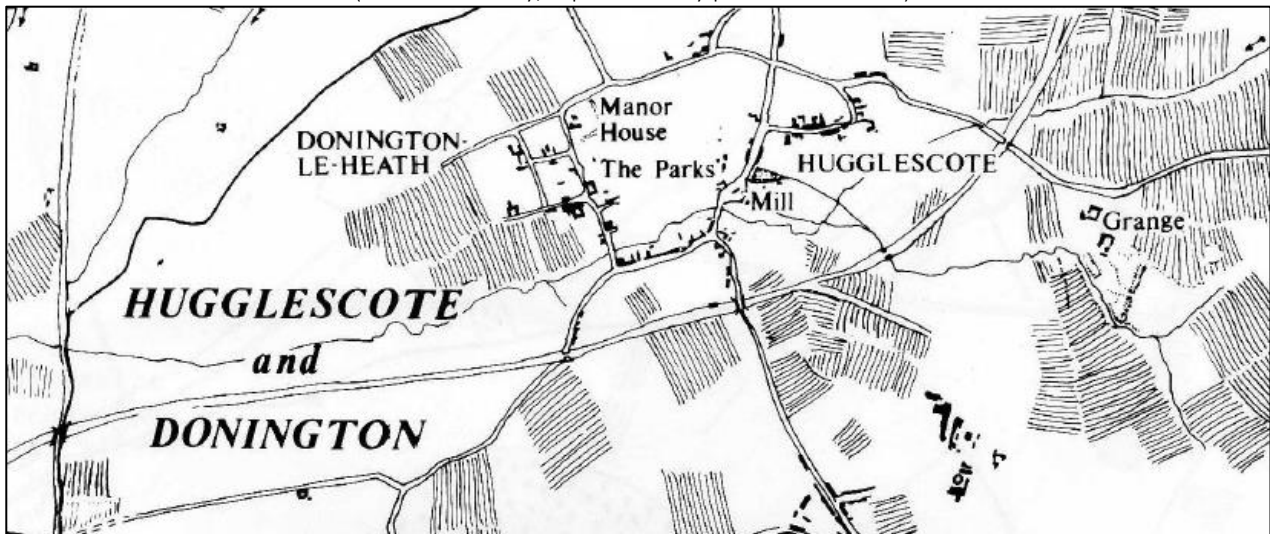 Manor
House
DONINGTON-
LE-HEATH
'The Parks'
HUGGLESCOTE
Mill
Grange
HUGGLESCOTE
and
DONINGTON